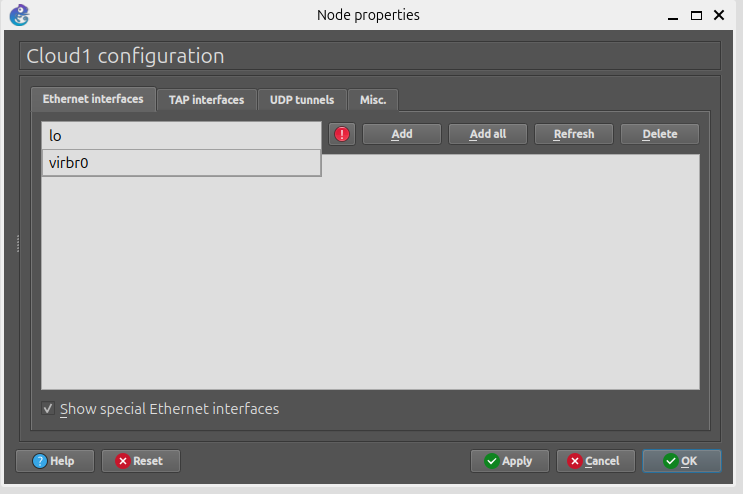 Node properties
Cloud1 configuration
Ethernet interfaces TAP interfaces UDP tunnels Misc.
lo ! Add Add all Refresh Delete
virbr0
Show special Ethernet interfaces
? Help Reset Apply Cancel OK